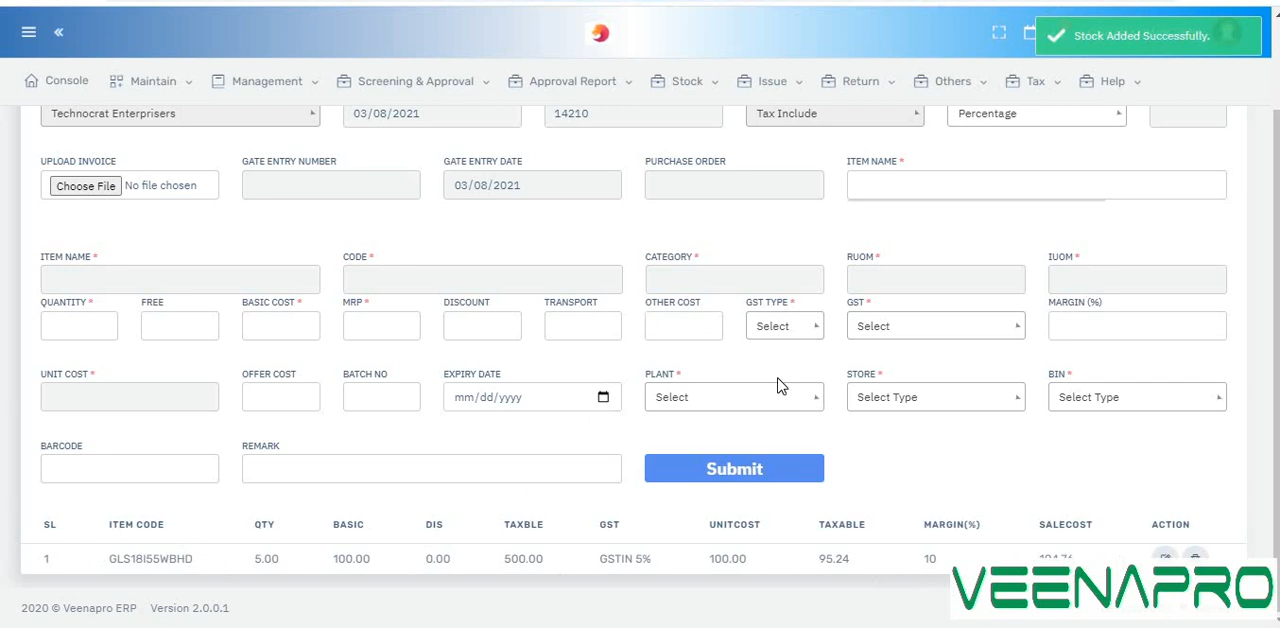 Stock Added Successfully.
Console Maintain Management Screening & Approval Approval Report Stock Issue Return Others Tax Help
Technocrat Enterprisers 03/08/2021 14210 Tax Include Percentage
UPLOAD INVOICE GATE ENTRY NUMBER GATE ENTRY DATE PURCHASE ORDER ITEM NAME *
Choose File No file chosen 03/08/2021
ITEM NAME * CODE * CATEGORY * RUOM * IUOM *
QUANTITY * FREE BASIC COST * MRP * DISCOUNT TRANSPORT OTHER COST GST TYPE * GST * MARGIN (%)
Select Select
UNIT COST * OFFER COST BATCH NO EXPIRY DATE PLANT * STORE * BIN *
mm/dd/yyyy Select Select Type Select Type
BARCODE REMARK
Submit
SL ITEM CODE QTY BASIC DIS TAXBLE GST UNITCOST TAXABLE MARGIN(%) SALECOST ACTION
1 GLS18I55WBHD 5.00 100.00 0.00 500.00 GSTIN 5% 100.00 95.24 10
2020 © Veenapro ERP Version 2.0.0.1
VEENAPRO